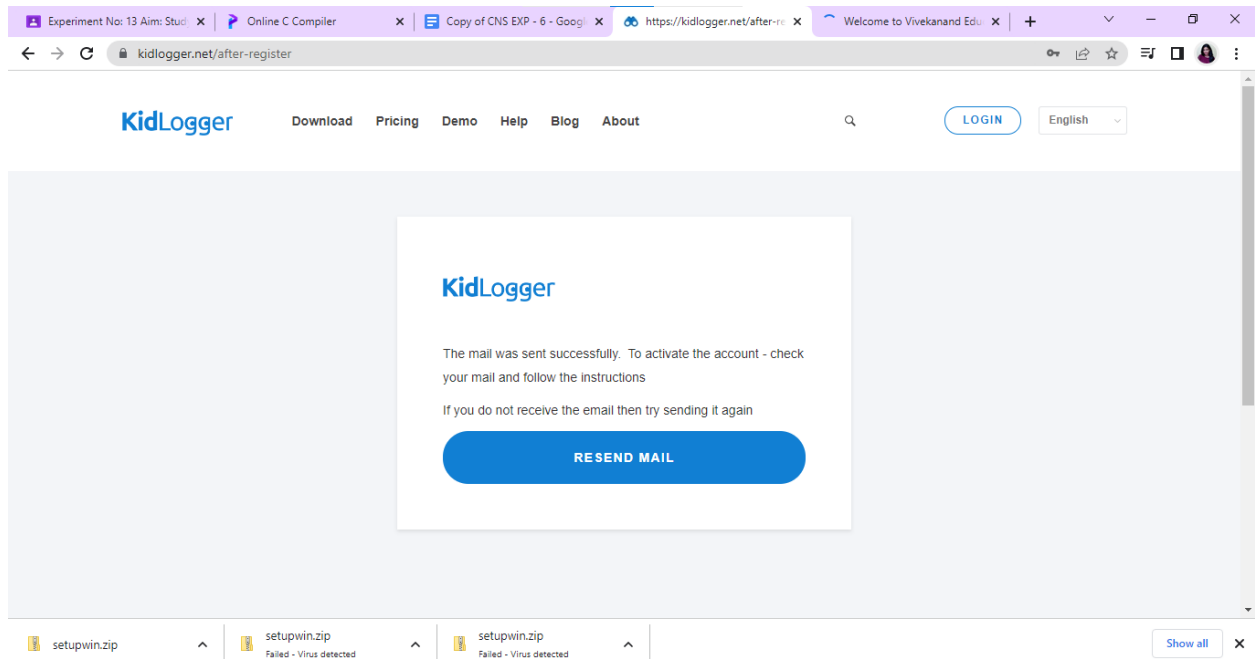 Experiment No: 13 Aim: Stud
Online C Compiler
Copy of CNS EXP - 6 - Googl
https://kidlogger.net/after-re
Welcome to Vivekanand Edu
kidlogger.net/after-register
KidLogger
Download Pricing Demo Help Blog About
LOGIN
English
KidLogger
The mail was sent successfully. To activate the account - check
your mail and follow the instructions
If you do not receive the email then try sending it again
RESEND MAIL
setupwin.zip
setupwin.zip
Failed - Virus detected
setupwin.zip
Failed - Virus detected
Show all